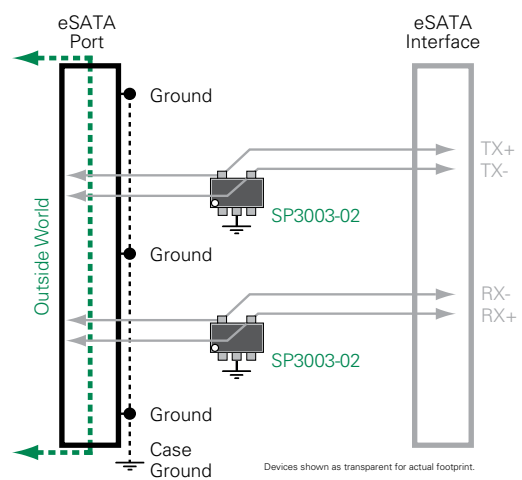 eSATA
Port
eSATA
Interface
Ground
TX+
TX-
SP3003-02
Outside World
Ground
RX-
RX+
SP3003-02
Ground
Case
Ground
Devices shown as transparent for actual footprint.